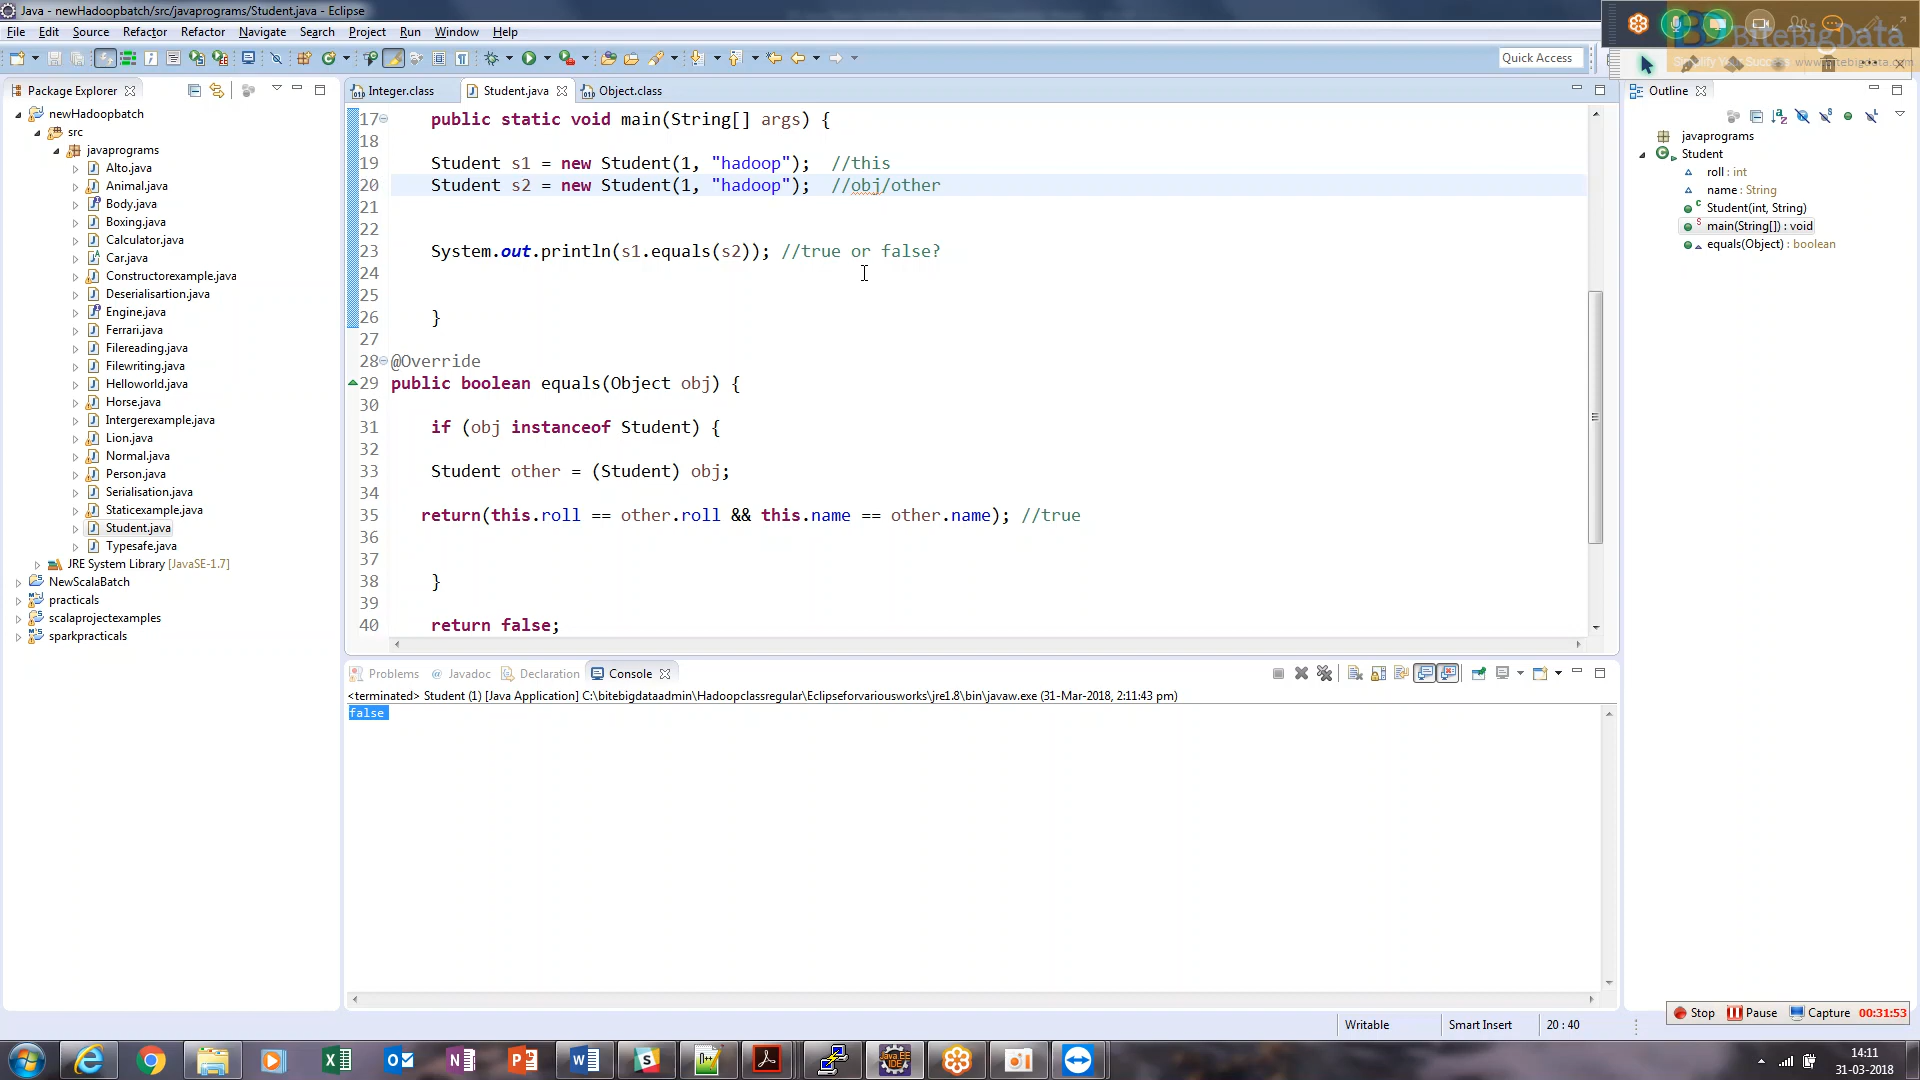 Java - newHadoopbatch/src/javaprograms/Student.java - Eclipse
File Edit Source Refactor Refactor Navigate Search Project Run Window Help
Quick Access
BiteBigData
Package Explorer
newHadoopbatch
src
javaprograms
Alto.java
Animal.java
Body.java
Boxing.java
Calculator.java
Car.java
Constructorexample.java
Deserialisartion.java
Engine.java
Ferrari.java
Filereading.java
Filewriting.java
Helloworld.java
Horse.java
Intergerexample.java
Lion.java
Normal.java
Person.java
Serialisation.java
Staticexample.java
Student.java
Typesafe.java
JRE System Library [JavaSE-1.7]
NewScalaBatch
practicals
scalaprojectexamples
sparkpracticals
Integer.class Student.java Object.class
17 public static void main(String[] args) {
18
19 Student s1 = new Student(1, "hadoop"); //this
20 Student s2 = new Student(1, "hadoop"); //obj/other
21
22
23 System.out.println(s1.equals(s2)); //true or false?
24
25
26 }
27
28 @Override
29 public boolean equals(Object obj) {
30
31 if (obj instanceof Student) {
32
33 Student other = (Student) obj;
34
35 return(this.roll == other.roll && this.name == other.name); //true
36
37
38 }
39
40 return false;
Problems @ Javadoc Declaration Console
<terminated> Student (1) [Java Application] C:\bitebigdataadmin\Hadoopclassregular\Eclipseforvariousworks\jre1.8\bin\javaw.exe (31-Mar-2018, 2:11:43 pm)
false
Outline
javaprograms
Student
roll : int
name : String
Student(int, String)
main(String[]) : void
equals(Object) : boolean
Stop Pause Capture 00:31:53
Writable Smart Insert 20 : 40
14:11
31-03-2018